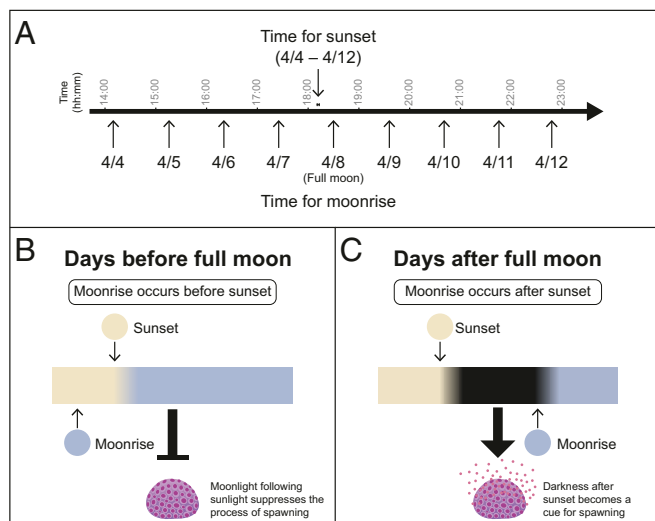 A
Time for sunset
(4/4 – 4/12)
Time
(hh:mm)
14:00
15:00
16:00
17:00
18:00
19:00
20:00
21:00
22:00
23:00
4/4
4/5
4/6
4/7
4/8
4/9
4/10
4/11
4/12
(Full moon)
Time for moonrise
B
Days before full moon
Moonrise occurs before sunset
Sunset
Moonrise
Moonlight following
sunlight suppresses the
process of spawning
C
Days after full moon
Moonrise occurs after sunset
Sunset
Moonrise
Darkness after
sunset becomes a
cue for spawning